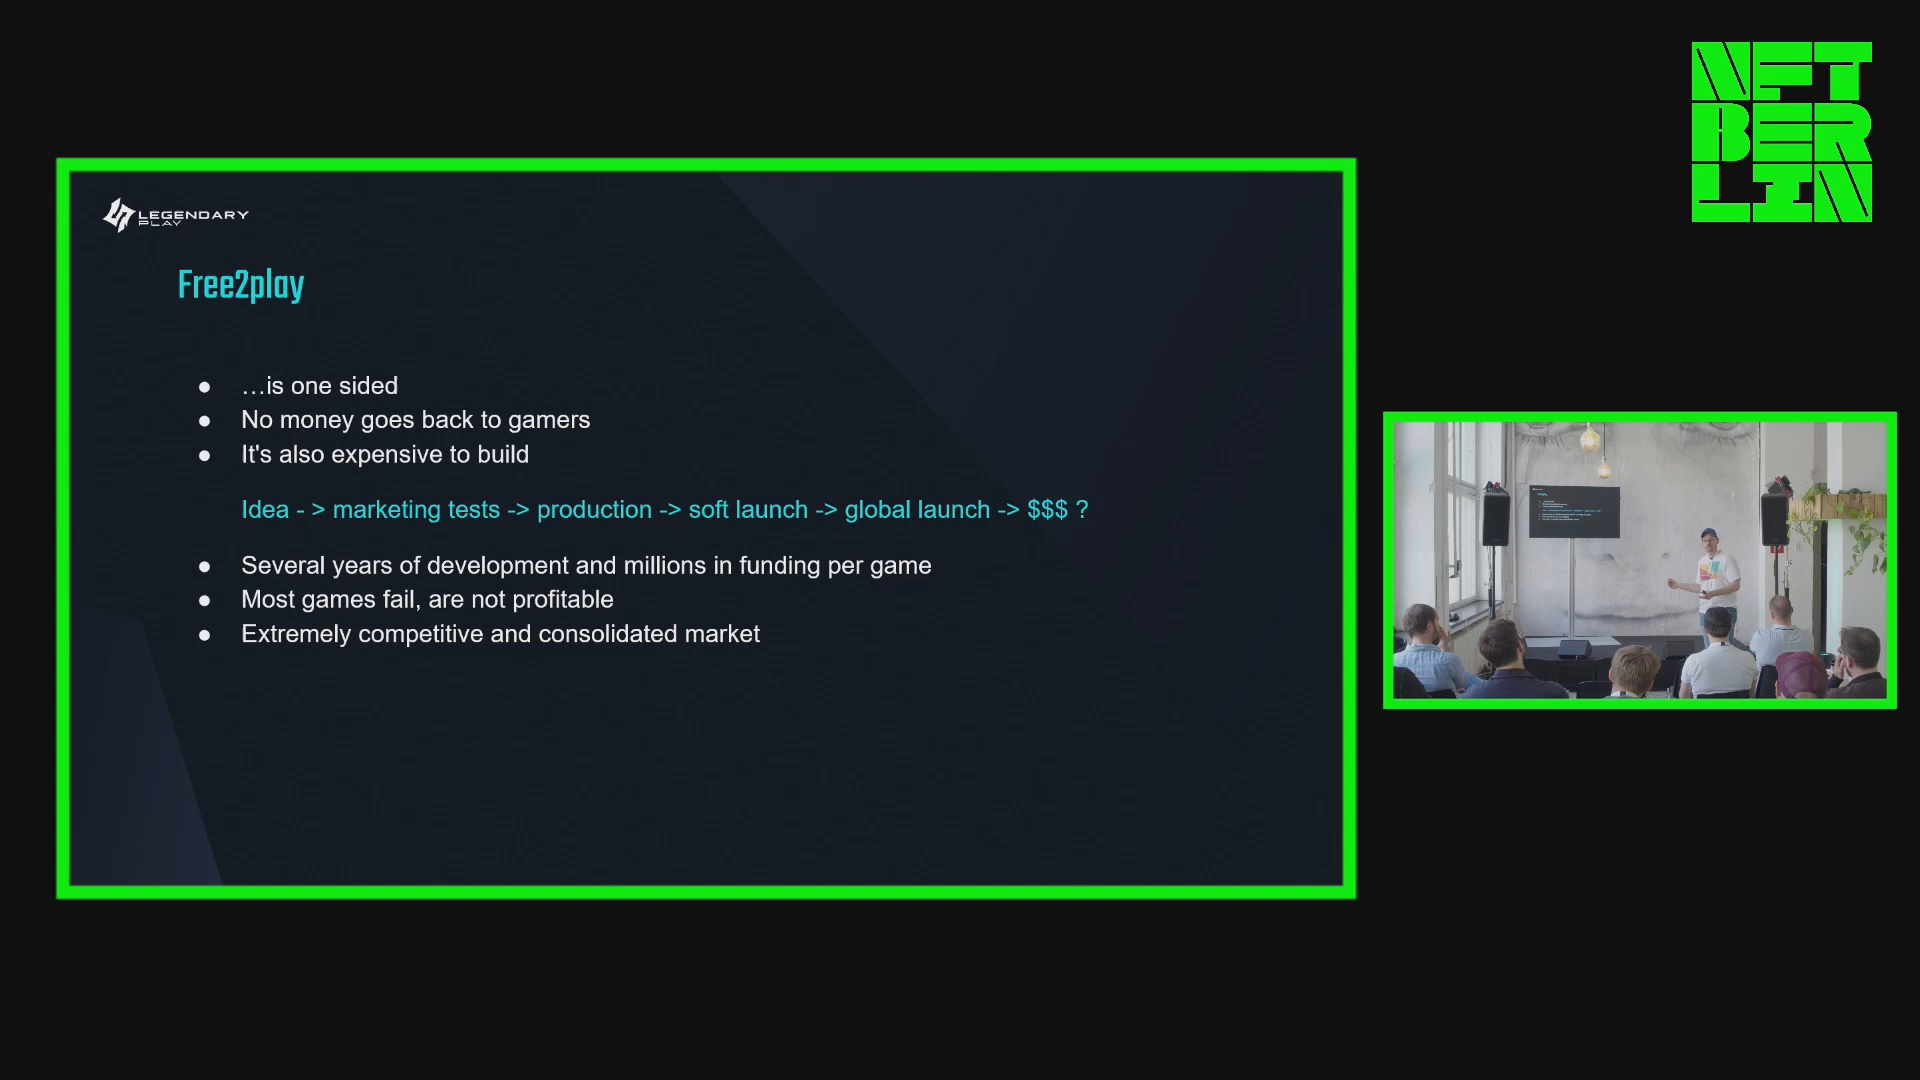 NFT
BER
LIN
LEGENDARY
PLAY
Free2play
● …is one sided
● No money goes back to gamers
● It's also expensive to build
Idea - > marketing tests -> production -> soft launch -> global launch -> $$$ ?
● Several years of development and millions in funding per game
● Most games fail, are not profitable
● Extremely competitive and consolidated market